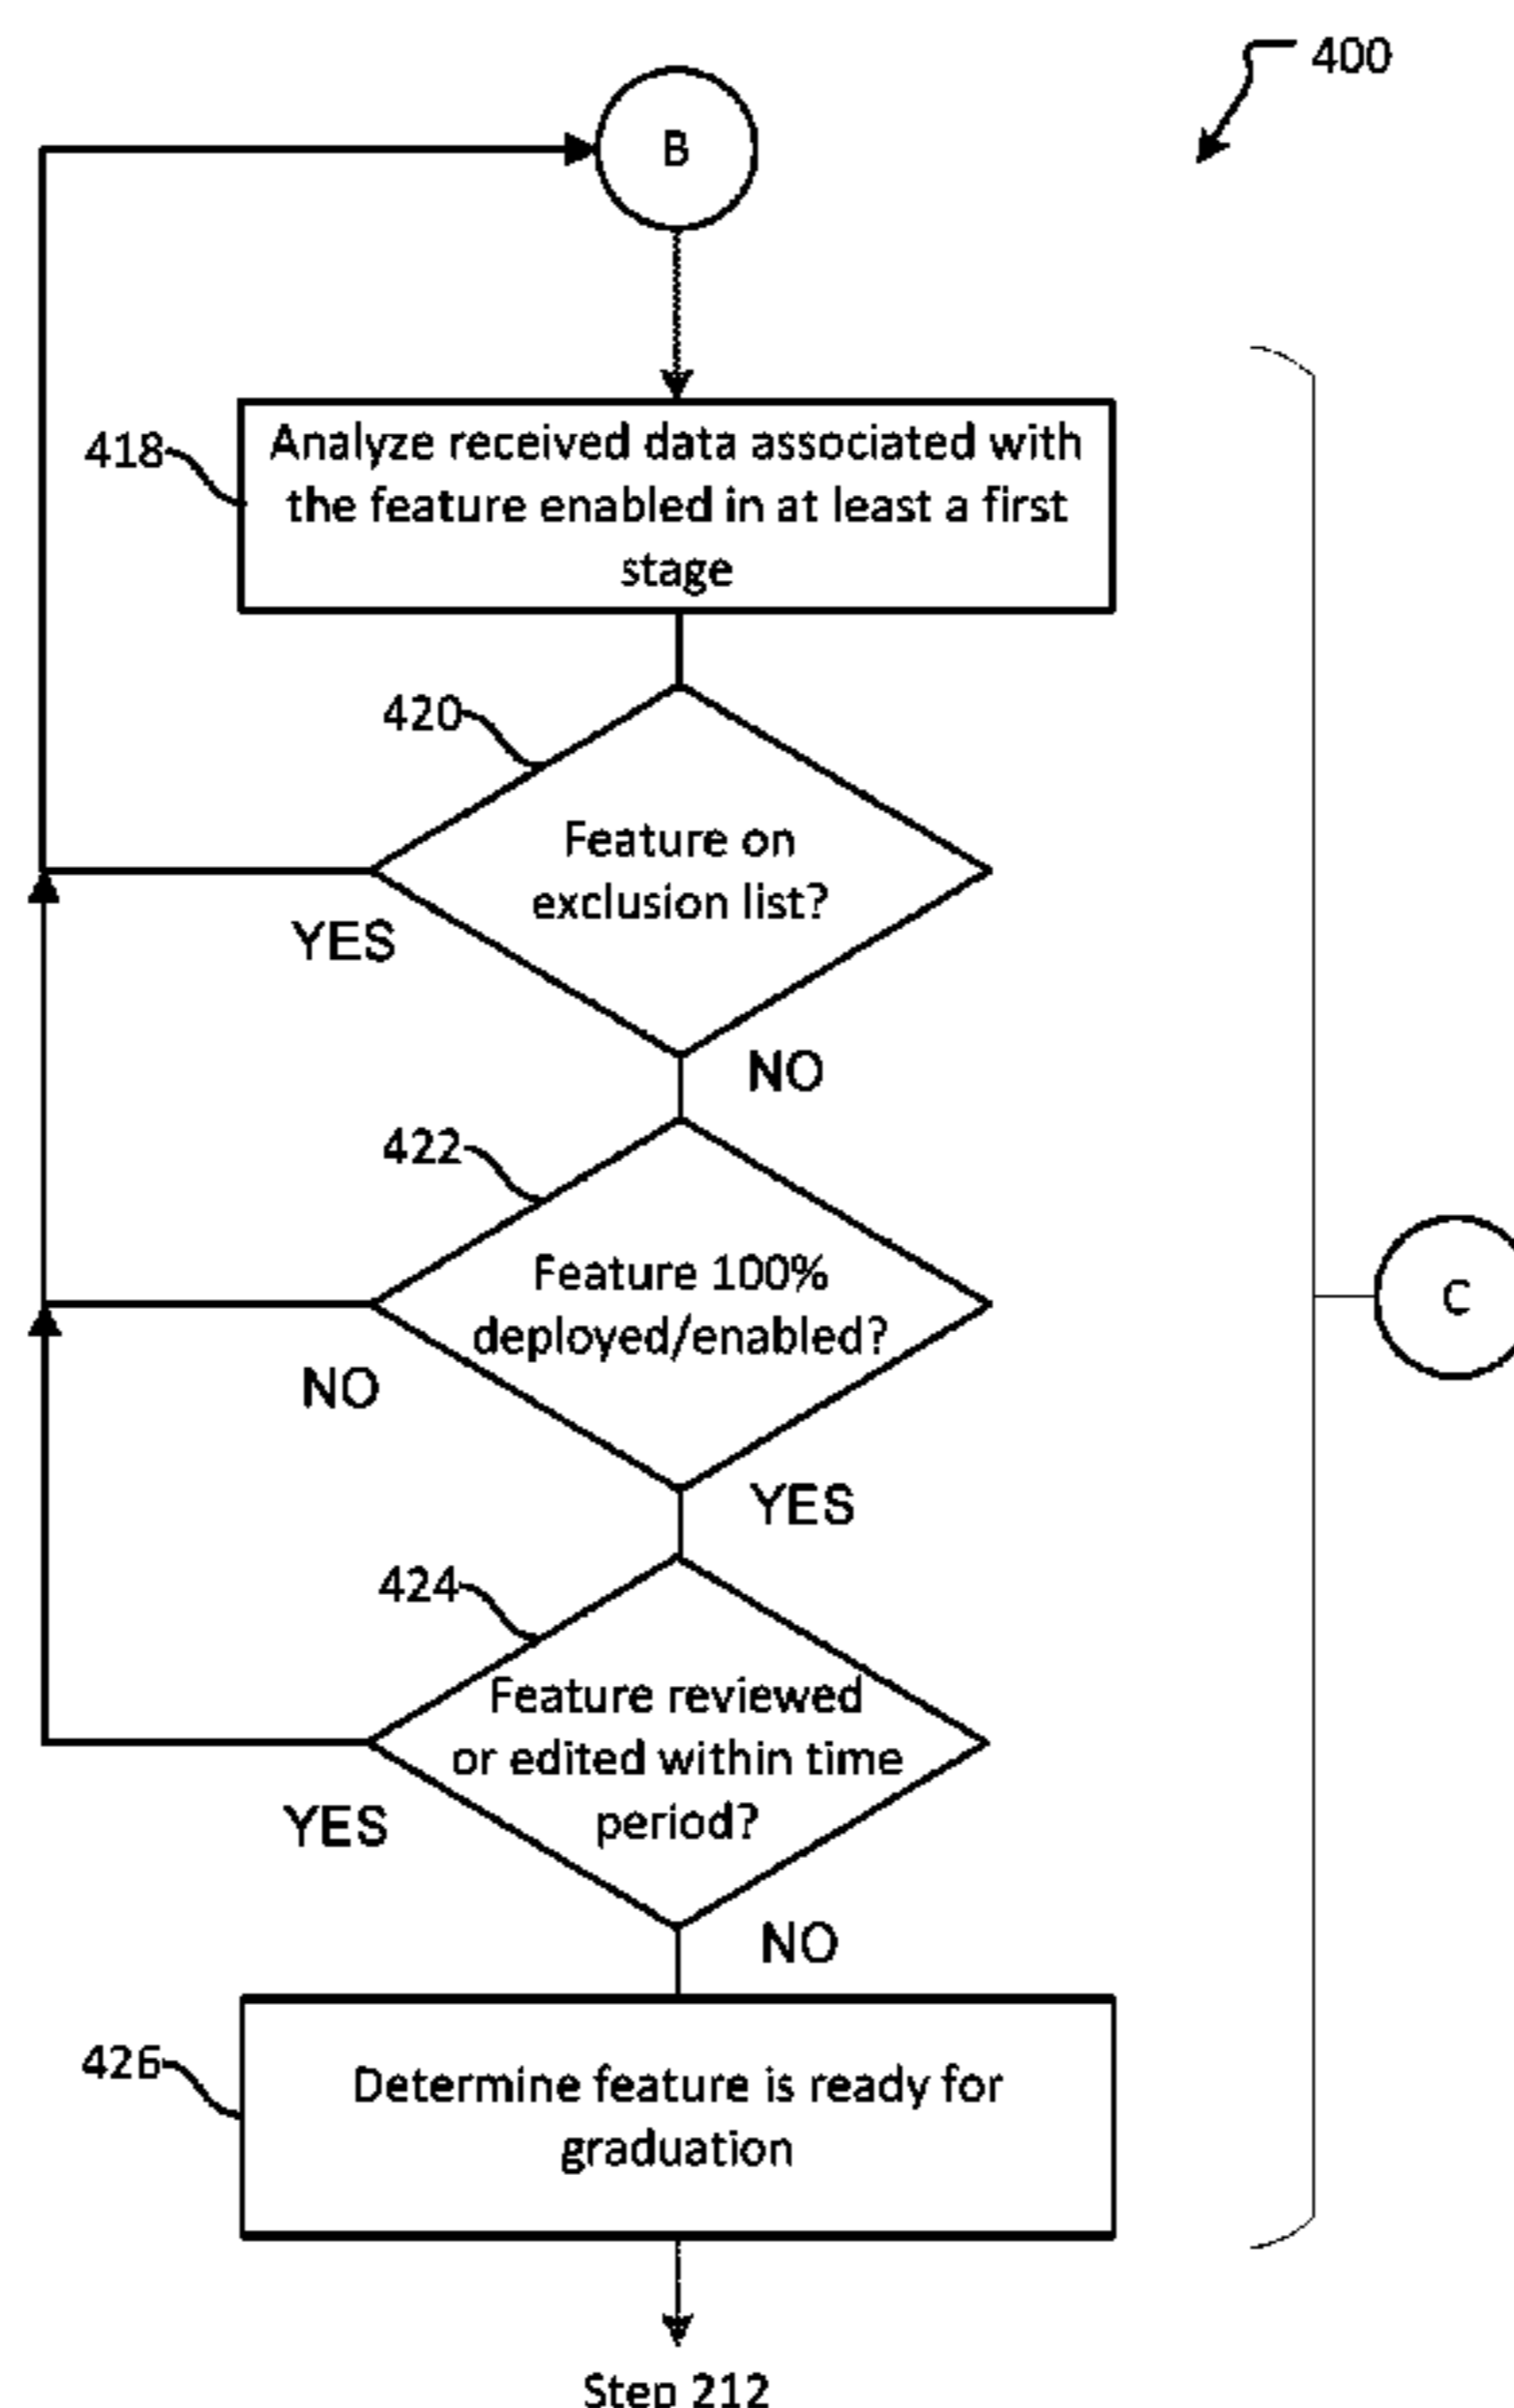 400
B
418
Analyze received data associated with
the feature enabled in at least a first
stage
420
Feature on
exclusion list?
YES
NO
422
Feature 100%
deployed/enabled?
C
NO
YES
424
Feature reviewed
or edited within time
period?
YES
NO
426
Determine feature is ready for
graduation
Step 212